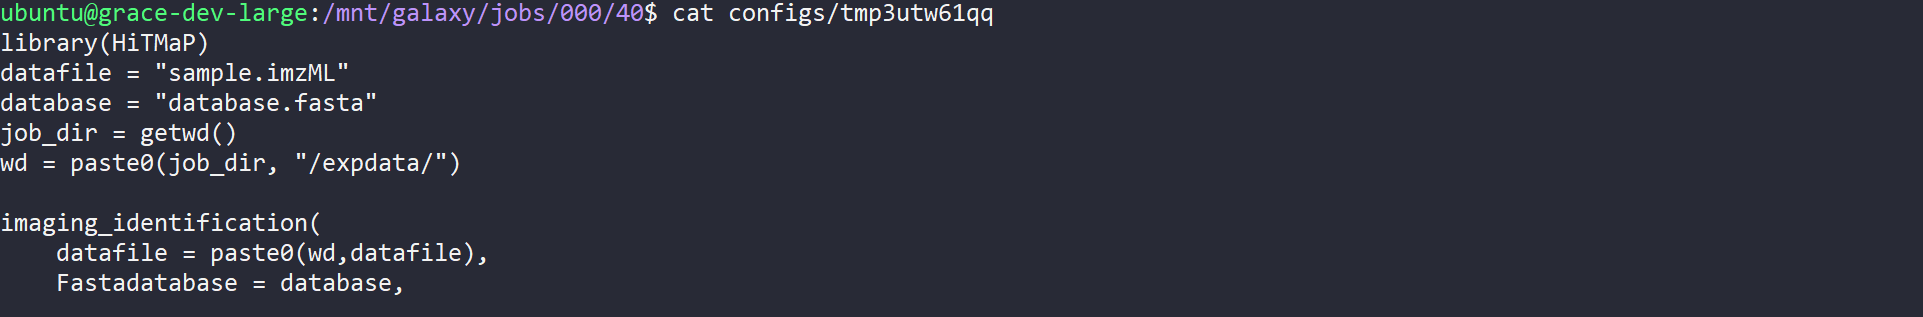 ubuntu@grace-dev-large:/mnt/galaxy/jobs/000/40$ cat configs/tmp3utw61qq
library(HiTMaP)
datafile = "sample.imzML"
database = "database.fasta"
job_dir = getwd()
wd = paste0(job_dir, "/expdata/")
imaging_identification(
    datafile = paste0(wd,datafile),
    Fastadatabase = database,